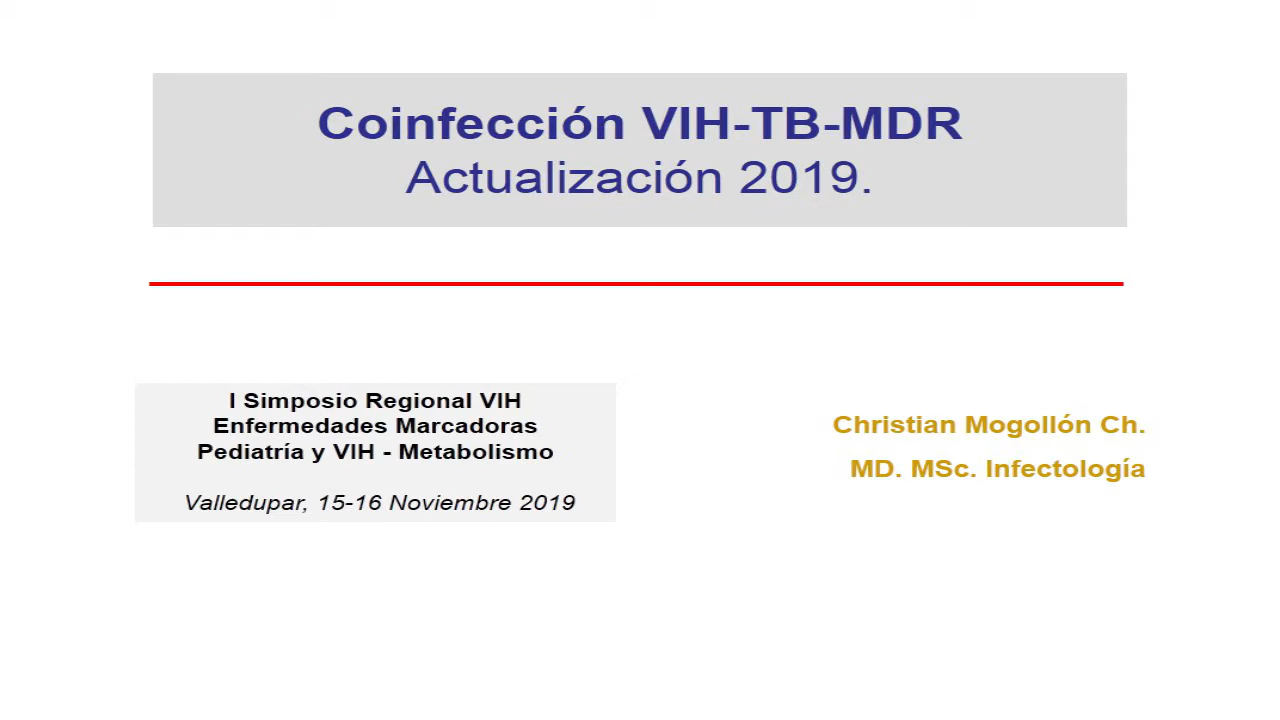 Coinfección VIH-TB-MDR
Actualización 2019.
I Simposio Regional VIH
Enfermedades Marcadoras
Pediatría y VIH - Metabolismo
Valledupar, 15-16 Noviembre 2019
Christian Mogollón Ch.
MD. MSc. Infectología